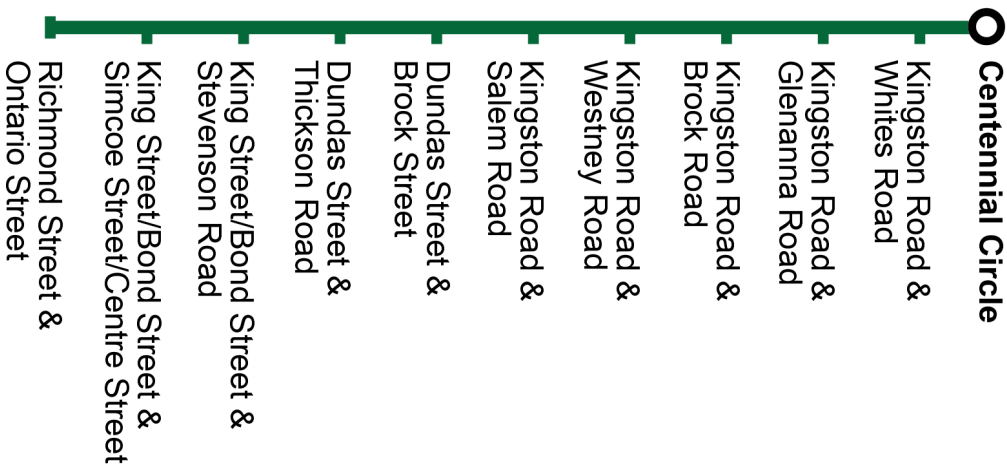 Centennial Circle
Kingston Road &
Whites Road
Kingston Road &
Glenanna Road
Kingston Road &
Brock Road
Kingston Road &
Westney Road
Kingston Road &
Salem Road
Dundas Street &
Brock Street
Dundas Street &
Thickson Road
King Street/Bond Street &
Stevenson Road
King Street/Bond Street &
Simcoe Street/Centre Street
Richmond Street &
Ontario Street